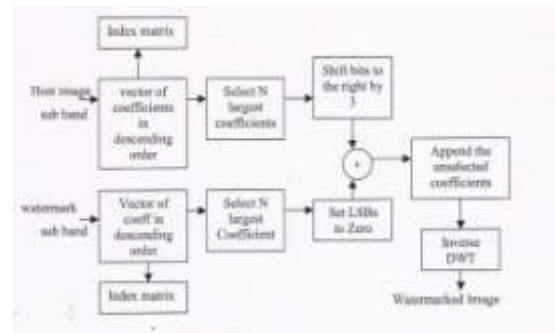 Index matrix
Host image
sub band
vector of
coefficients
in
descending
order
Select N
largest
coefficients
Shift bits to
the right by
3
+
Append the
unselected
coefficients
watermark
sub band
Vector of
coeff in
descending
order
Select N
largest
Coefficient
Set LSBs
to Zero
Inverse
DWT
Index matrix
Watermarked Image